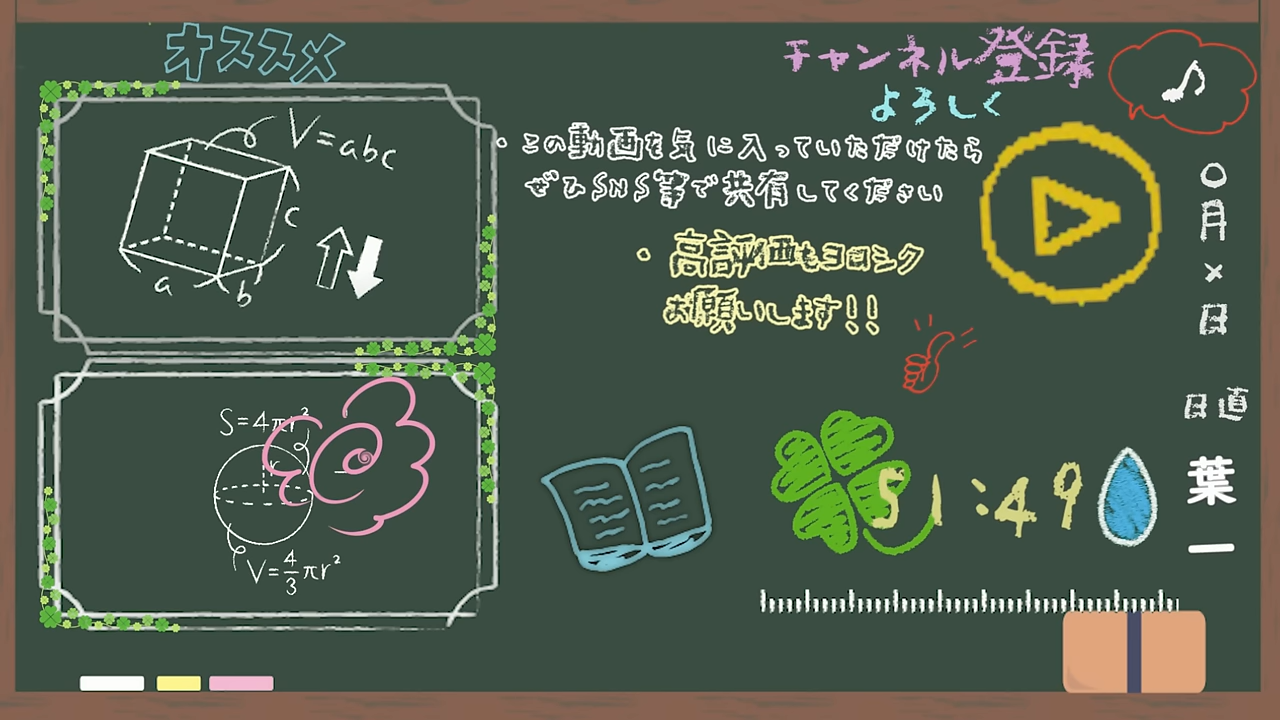 オススメ
V=abc
c
a
b
S=4πr²
r
V=4/3πr²
チャンネル登録
よろしく
・この動画を気に入っていただけたら
ぜひSNS等で共有してください
・高評価もヨロシク
お願いします!!
51:49
〇月×日
日直
葉一